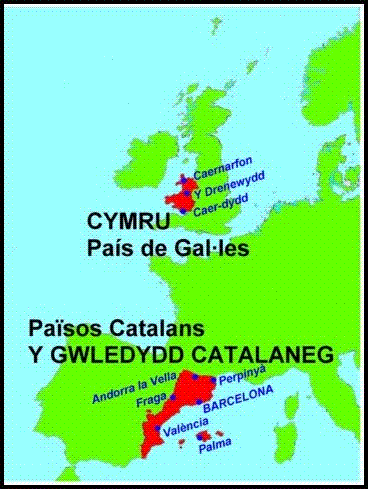 Caernarfon
Y Drenewydd
Caer-dydd
CYMRU
País de Gal·les
Països Catalans
Y GWLEDYDD CATALANEG
Andorra la Vella
Perpinyà
Fraga
BARCELONA
València
Palma